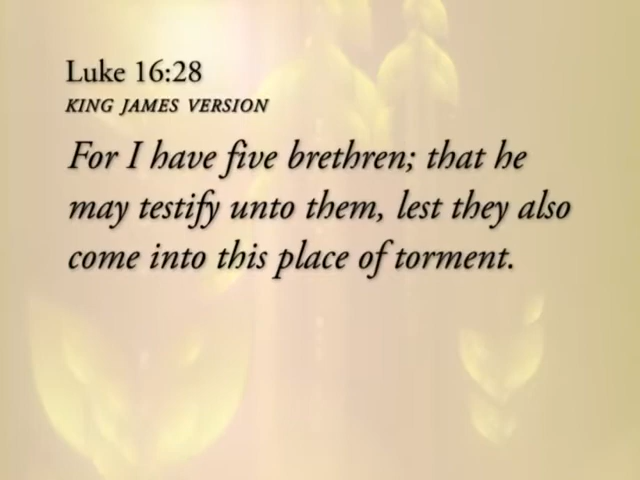 Luke 16:28
KING JAMES VERSION
For I have five brethren; that he
may testify unto them, lest they also
come into this place of torment.